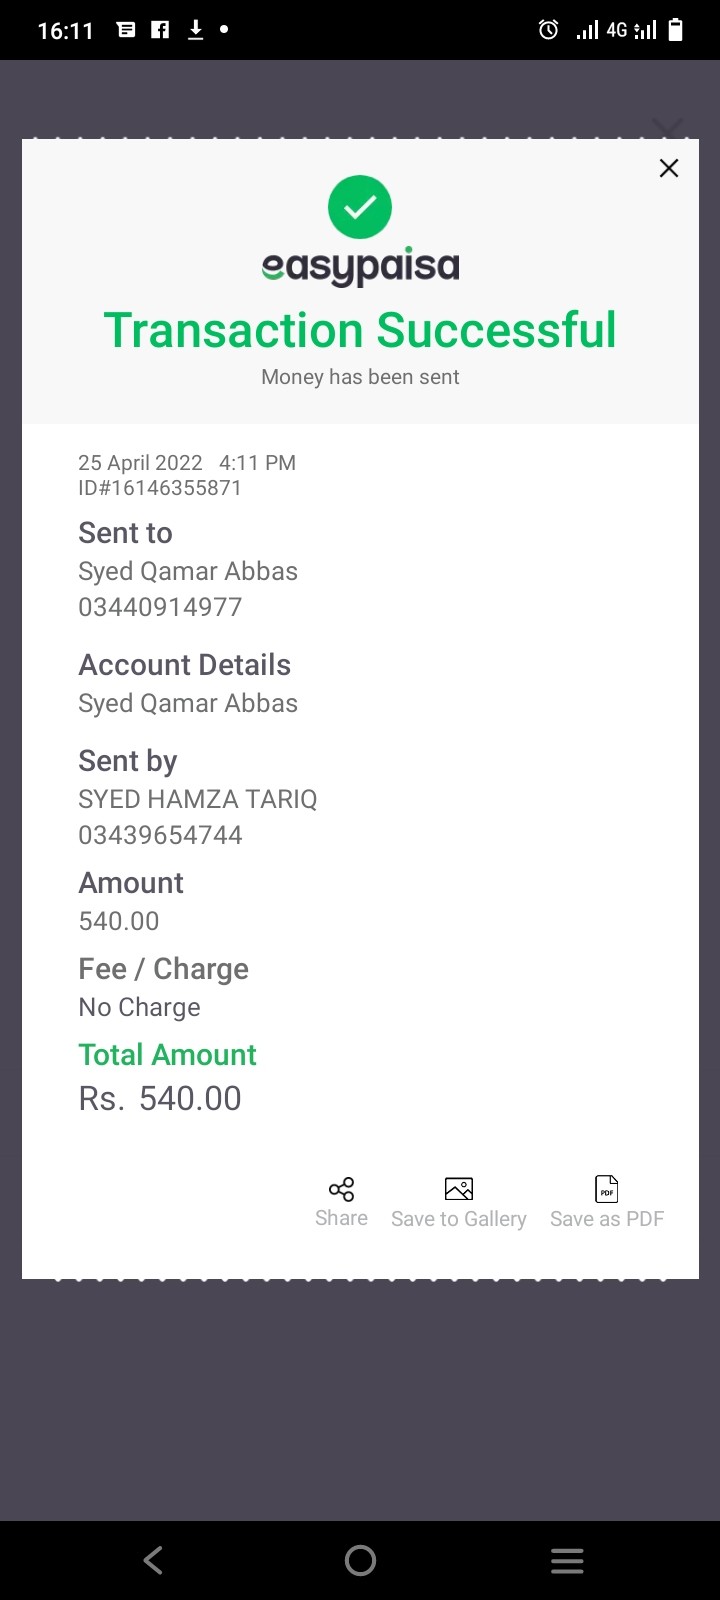 16:11
4G
easypaisa
Transaction Successful
Money has been sent
25 April 2022 4:11 PM
ID#16146355871
Sent to
Syed Qamar Abbas
03440914977
Account Details
Syed Qamar Abbas
Sent by
SYED HAMZA TARIQ
03439654744
Amount
540.00
Fee / Charge
No Charge
Total Amount
Rs. 540.00
PDF
Share Save to Gallery Save as PDF